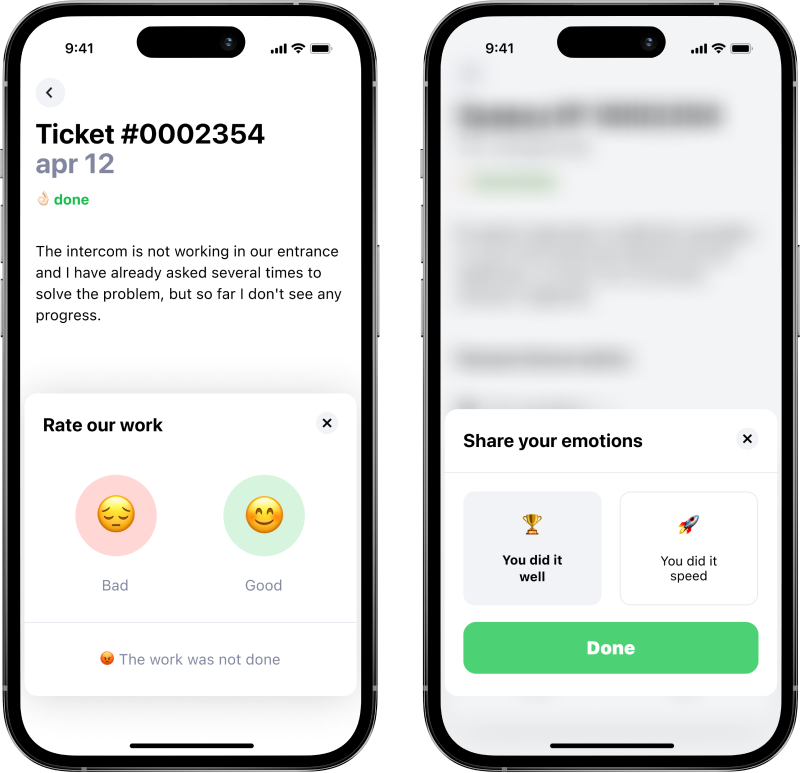 9:41
Ticket #0002354
apr 12
👌🏻 done
The intercom is not working in our entrance
and I have already asked several times to
solve the problem, but so far I don't see any
progress.
Rate our work
Bad
Good
😡 The work was not done
9:41
Share your emotions
You did it
well
You did it
speed
Done